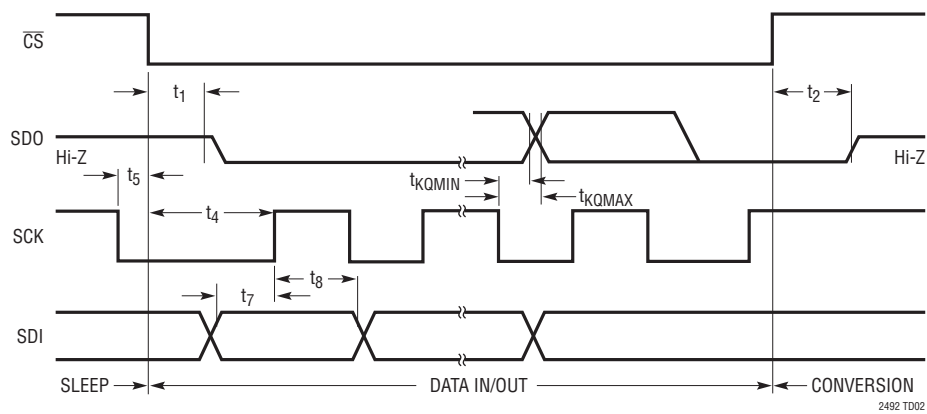 CS
t1
t2
SDO
Hi-Z
Hi-Z
t5
tKQMIN
t4
tKQMAX
SCK
t8
t7
SDI
SLEEP
DATA IN/OUT
CONVERSION
2492 TD02